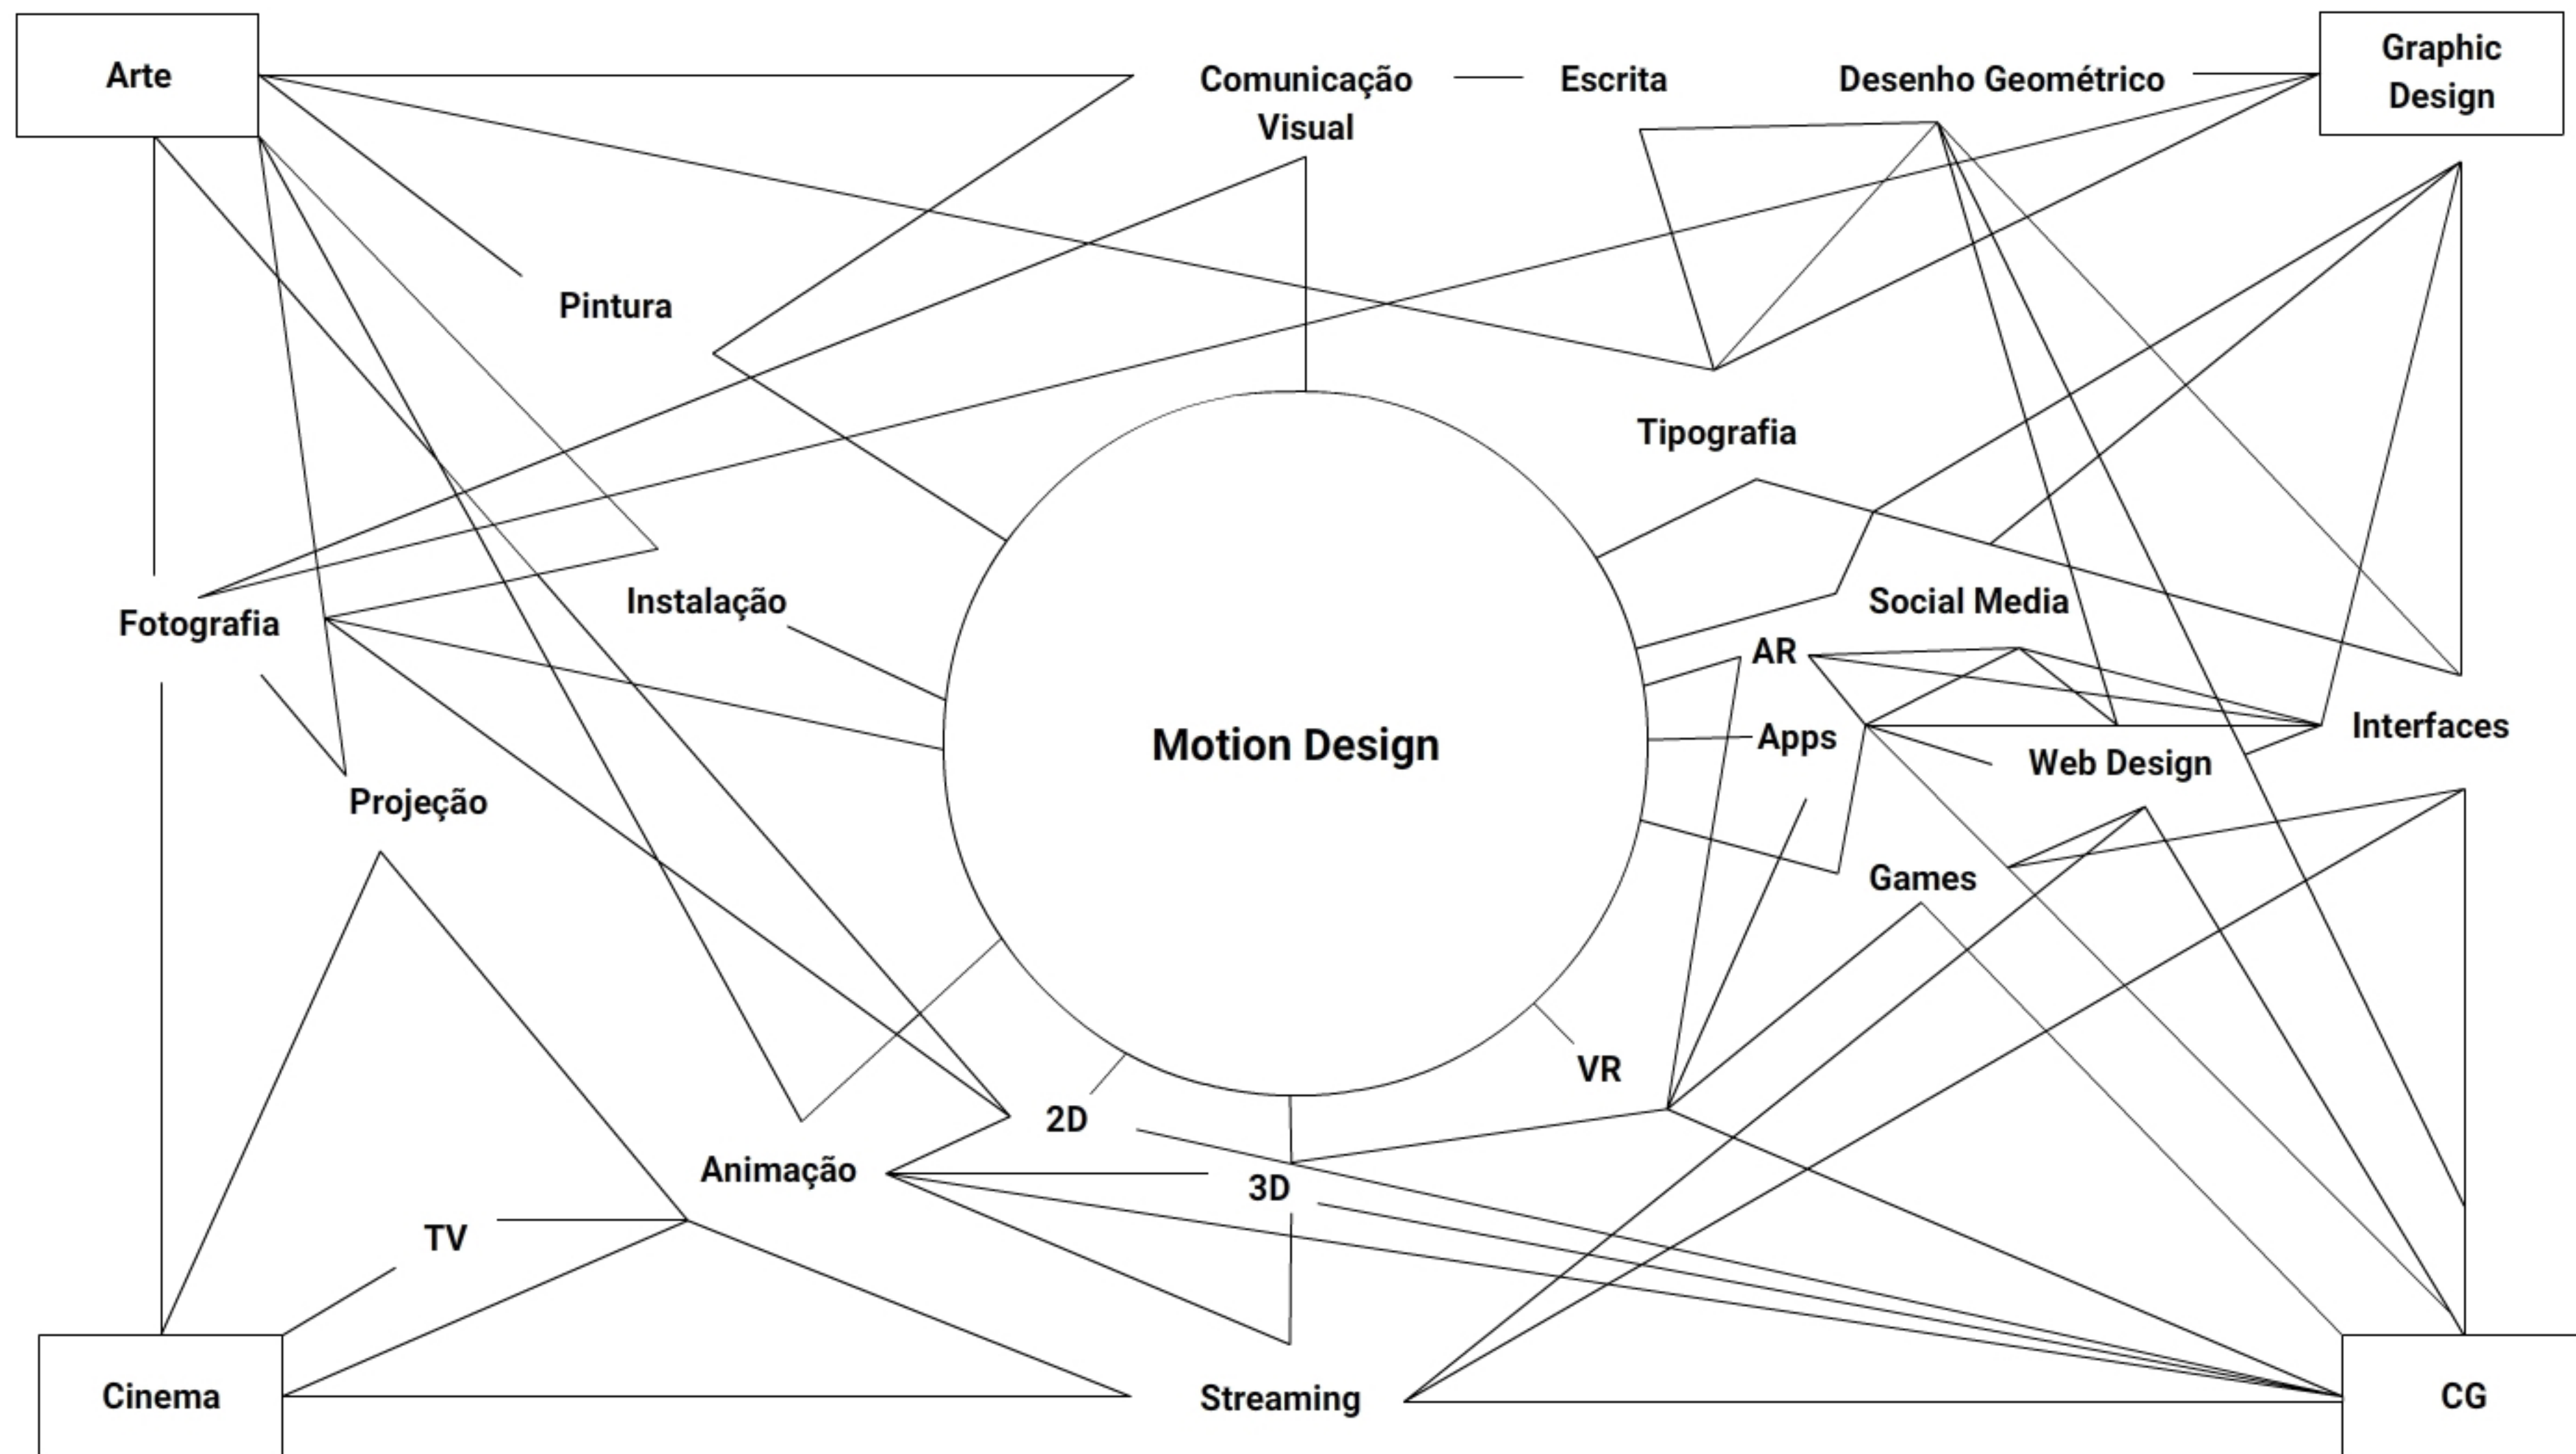 Arte
Comunicação
Visual
Escrita
Desenho Geométrico
Graphic
Design
Pintura
Tipografia
Fotografia
Instalação
Social Media
AR
Motion Design
Apps
Interfaces
Web Design
Projeção
Games
VR
2D
Animação
3D
TV
Cinema
Streaming
CG